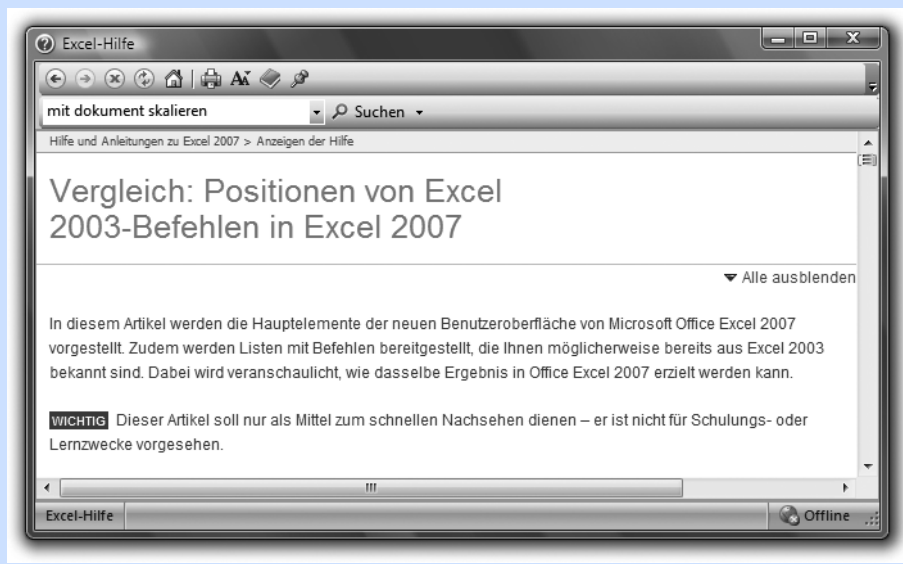 Excel-Hilfe
mit dokument skalieren
Suchen
Hilfe und Anleitungen zu Excel 2007 > Anzeigen der Hilfe
Vergleich: Positionen von Excel
2003-Befehlen in Excel 2007
Alle ausblenden
In diesem Artikel werden die Hauptelemente der neuen Benutzeroberfläche von Microsoft Office Excel 2007
vorgestellt. Zudem werden Listen mit Befehlen bereitgestellt, die Ihnen möglicherweise bereits aus Excel 2003
bekannt sind. Dabei wird veranschaulicht, wie dasselbe Ergebnis in Office Excel 2007 erzielt werden kann.
WICHTIG Dieser Artikel soll nur als Mittel zum schnellen Nachsehen dienen – er ist nicht für Schulungs- oder
Lernzwecke vorgesehen.
Excel-Hilfe Offline